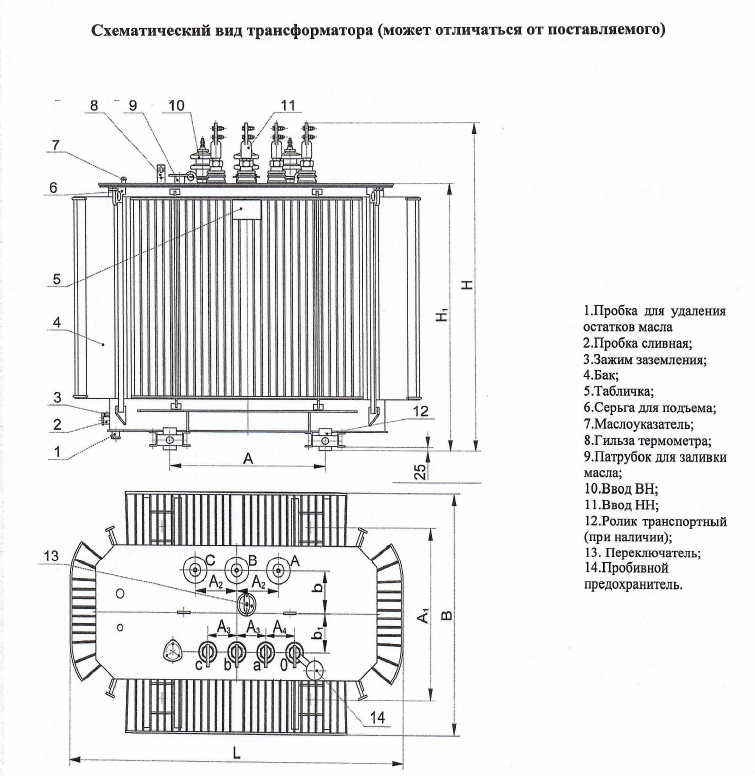 Схематический вид трансформатора (может отличаться от поставляемого)
8 9 10 11
7
6
5
4
3
2
1
12
H
H₁
A
25
1.Пробка для удаления
остатков масла
2.Пробка сливная;
3.Зажим заземления;
4.Бак;
5.Табличка;
6.Серьга для подъема;
7.Маслоуказатель;
8.Гильза термометра;
9.Патрубок для заливки
масла;
10.Ввод ВН;
11.Ввод НН;
12.Ролик транспортный
(при наличии);
13. Переключатель;
14.Пробивной
предохранитель.
13
C B A
A₂ A₂
b
b₁
A₃ A₃ A₄
c b a 0
14
A₁
B
L